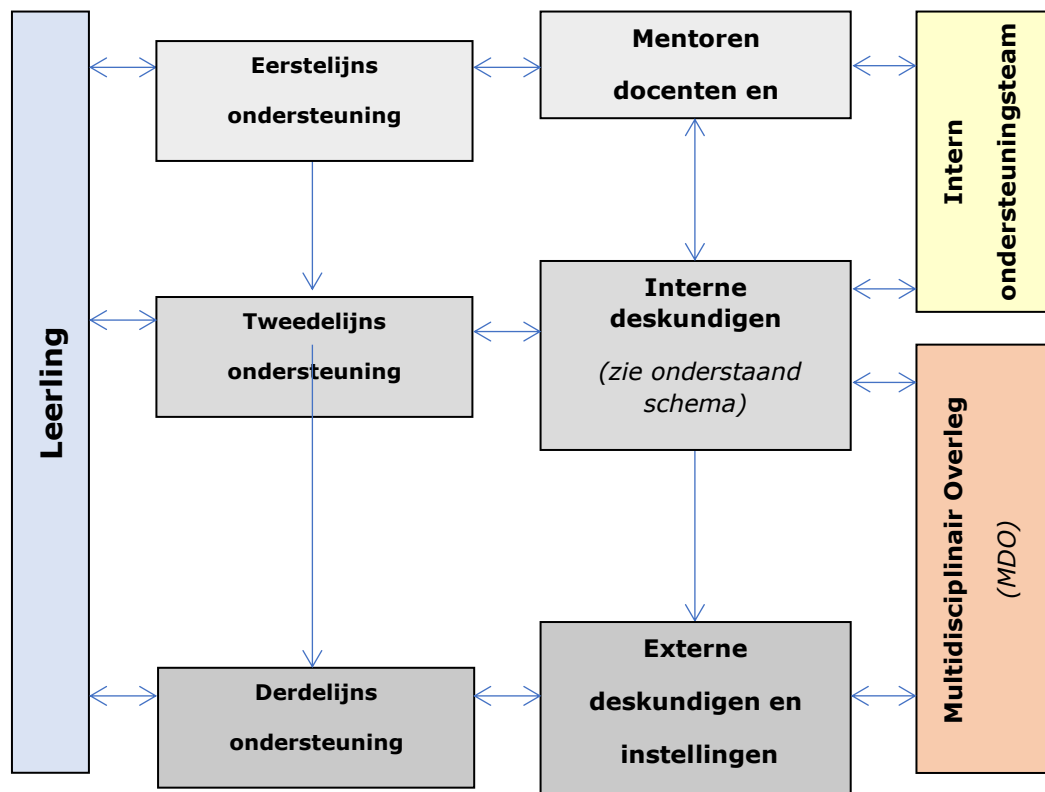 Leerling
Eerstelijns
ondersteuning
Mentoren
docenten en
Intern
ondersteuningsteam
Tweedelijns
ondersteuning
Interne
deskundigen
(zie onderstaand
schema)
Multidisciplinair Overleg
(MDO)
Derdelijns
ondersteuning
Externe
deskundigen en
instellingen